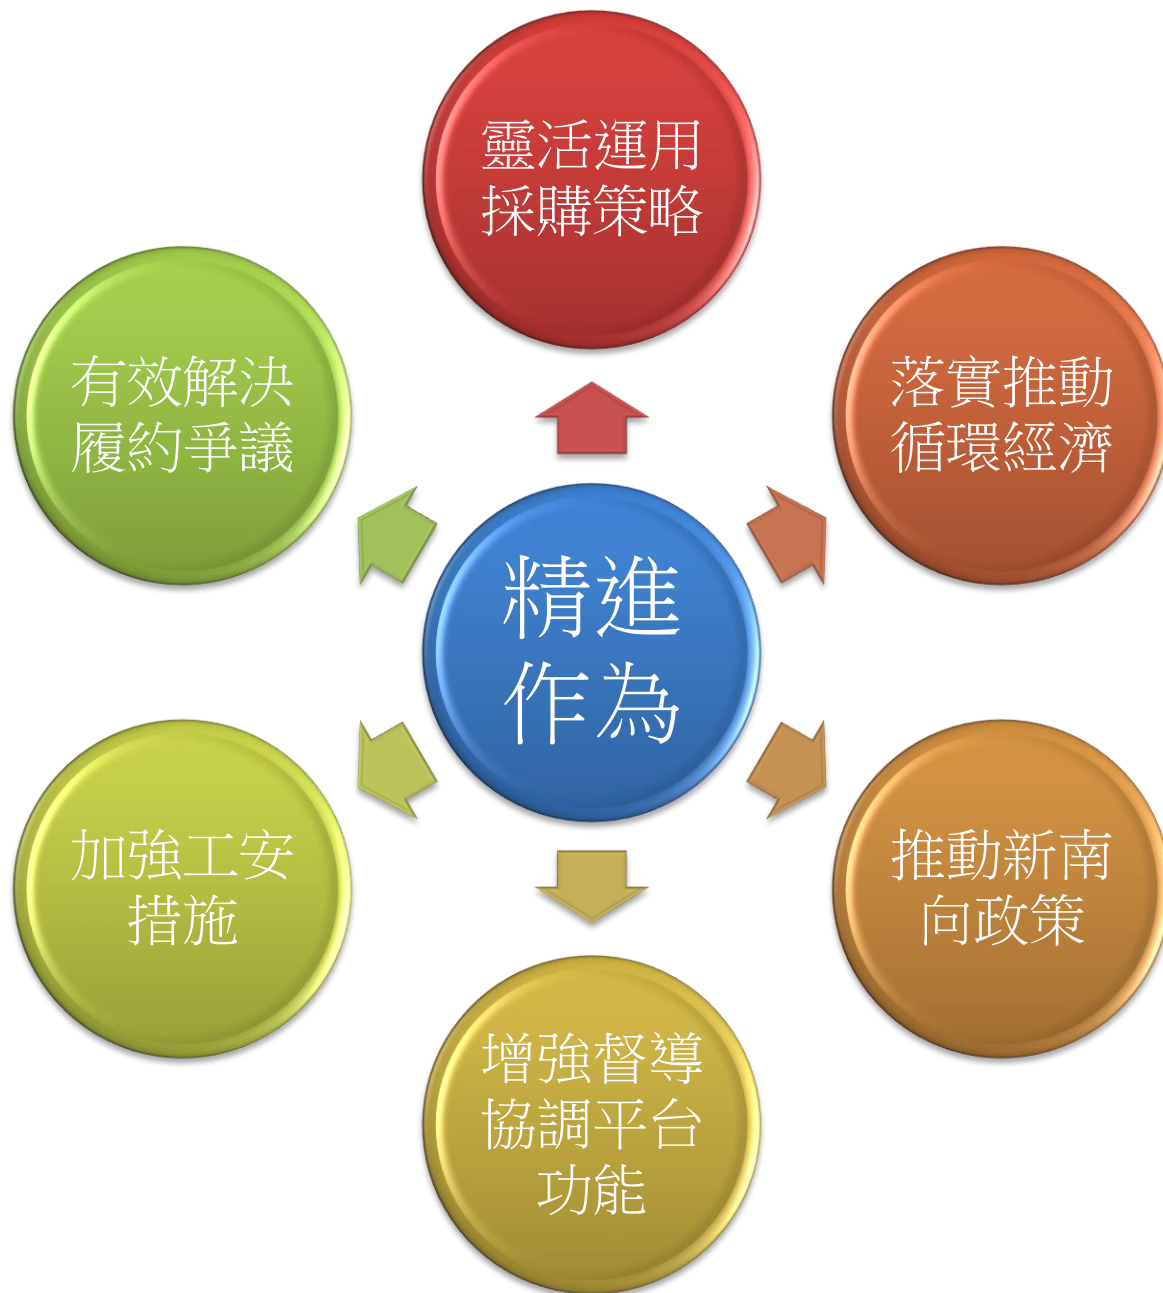 靈活運用
採購策略
落實推動
循環經濟
推動新南
向政策
增強督導
協調平台
功能
加強工安
措施
有效解決
履約爭議
精進
作為